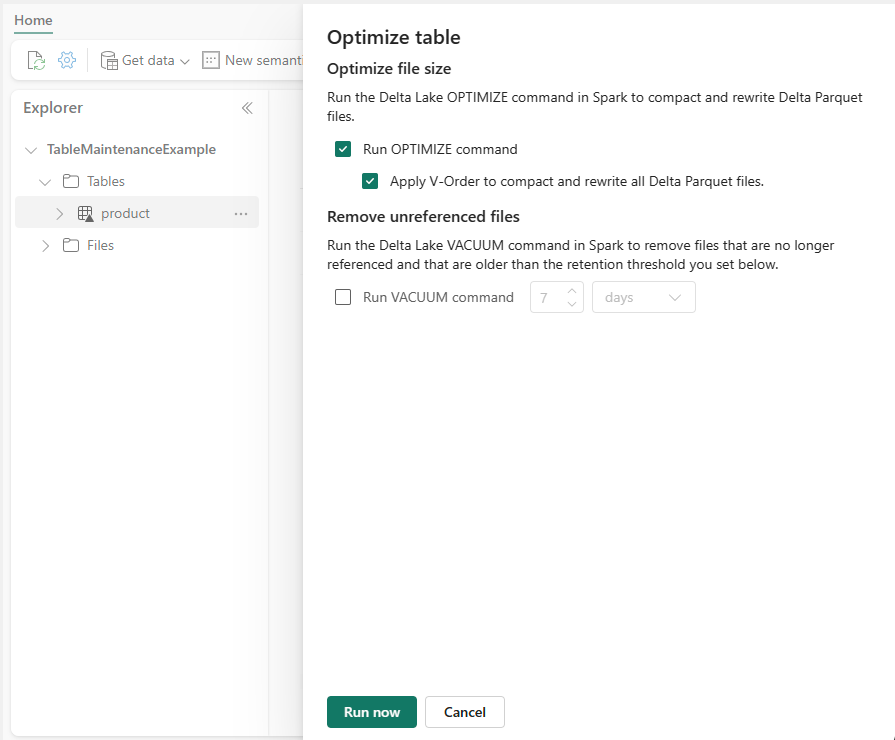 Home
Get data
New semanti
Explorer
TableMaintenanceExample
Tables
product
Files
Optimize table
Optimize file size
Run the Delta Lake OPTIMIZE command in Spark to compact and rewrite Delta Parquet
files.
Run OPTIMIZE command
Apply V-Order to compact and rewrite all Delta Parquet files.
Remove unreferenced files
Run the Delta Lake VACUUM command in Spark to remove files that are no longer
referenced and that are older than the retention threshold you set below.
Run VACUUM command 7 days
Run now Cancel